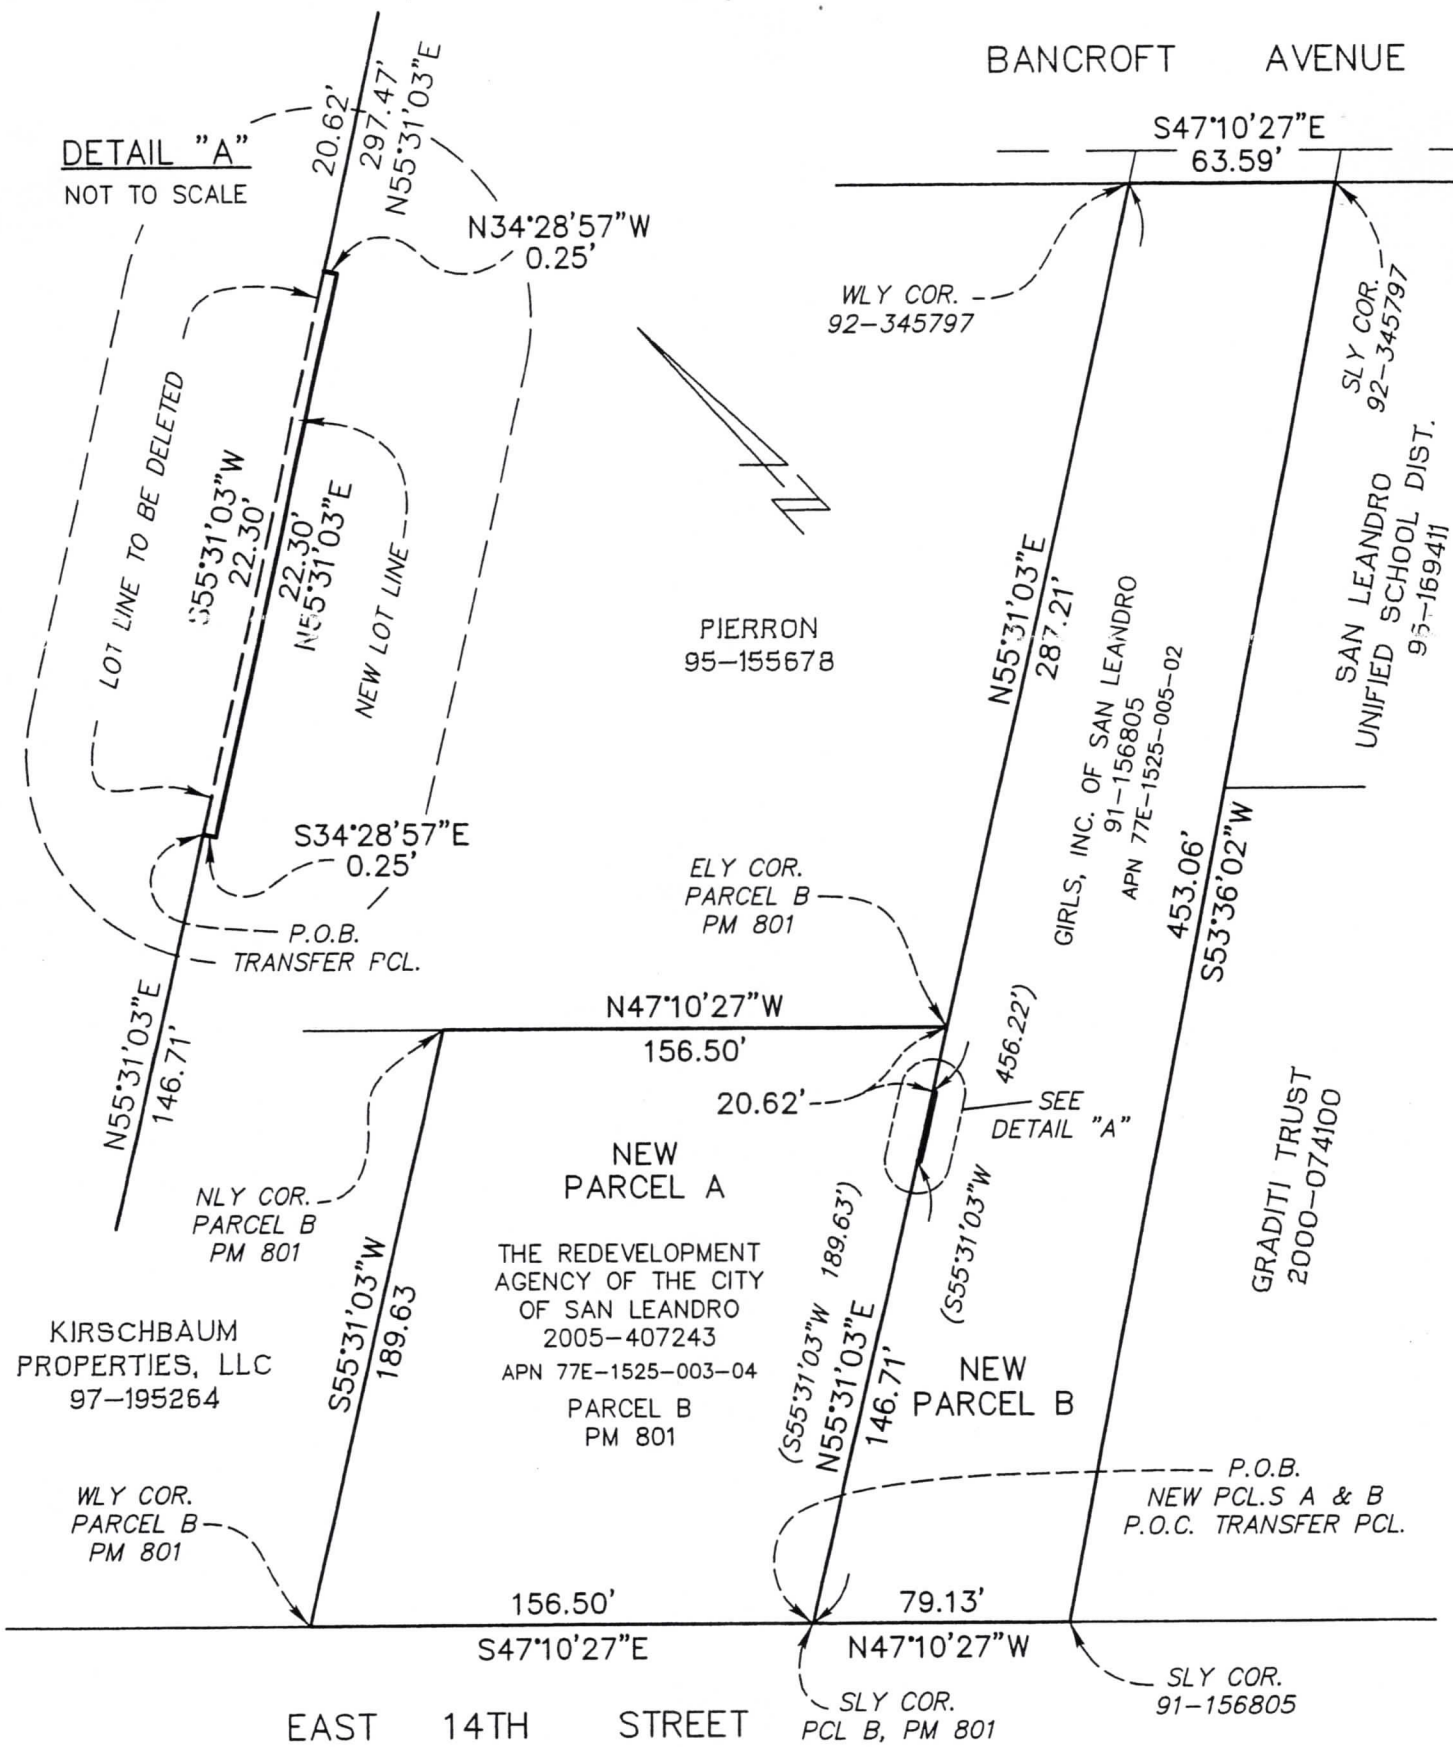 BANCROFT AVENUE
S47°10'27"E
63.59'
DETAIL "A"
NOT TO SCALE
20.62'
297.47'
N55°31'03"E
N34°28'57"W
0.25'
WLY COR.
92-345797
SLY COR.
92-345797
LOT LINE TO BE DELETED
S55°31'03"W
22.30'
22.30'
N55°31'03"E
NEW LOT LINE
PIERRON
95-155678
N55°31'03"E
287.21'
GIRLS, INC. OF SAN LEANDRO
91-156805
APN 77E-1525-005-02
SAN LEANDRO
UNIFIED SCHOOL DIST.
95-169411
S34°28'57"E
0.25'
P.O.B.
TRANSFER PCL.
N55°31'03"E
146.71'
ELY COR.
PARCEL B
PM 801
453.06'
S53°36'02"W
N47°10'27"W
156.50'
20.62'
456.22')
(S55°31'03"W
SEE
DETAIL "A"
NLY COR.
PARCEL B
PM 801
NEW
PARCEL A
THE REDEVELOPMENT
AGENCY OF THE CITY
OF SAN LEANDRO
2005-407243
APN 77E-1525-003-04
PARCEL B
PM 801
S55°31'03"W
189.63
(S55°31'03"W 189.63')
N55°31'03"E
146.71'
NEW
PARCEL B
GRADITI TRUST
2000-074100
KIRSCHBAUM
PROPERTIES, LLC
97-195264
WLY COR.
PARCEL B
PM 801
P.O.B.
NEW PCL.S A & B
P.O.C. TRANSFER PCL.
156.50'
S47°10'27"E
79.13'
N47°10'27"W
SLY COR.
PCL B, PM 801
SLY COR.
91-156805
EAST 14TH STREET